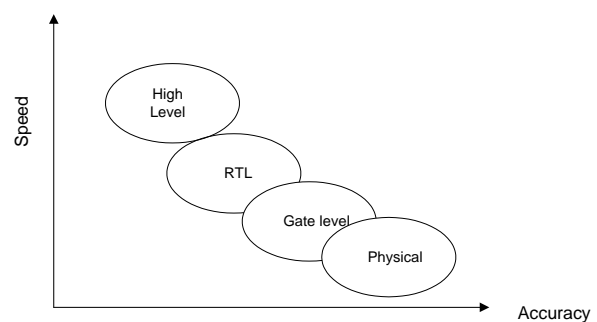 Speed
High
Level
RTL
Gate level
Physical
Accuracy